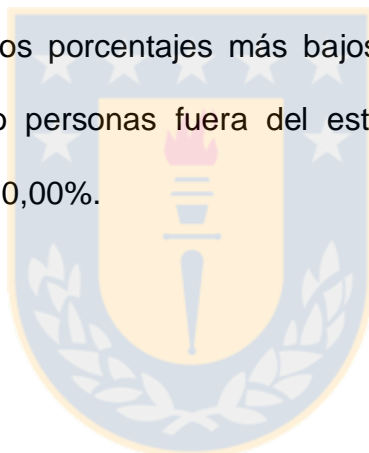 os porcentajes más bajos
personas fuera del est
0,00%.